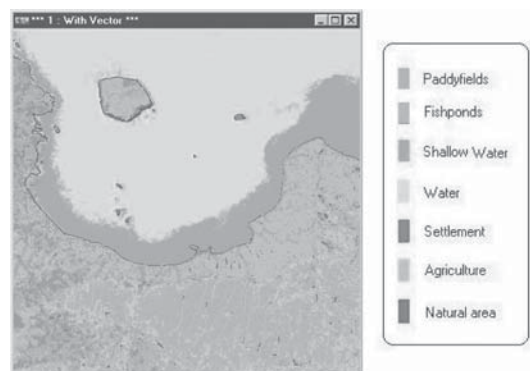 *** 1 : With Vector ***
Paddyfields
Fishponds
Shallow Water
Water
Settlement
Agriculture
Natural area